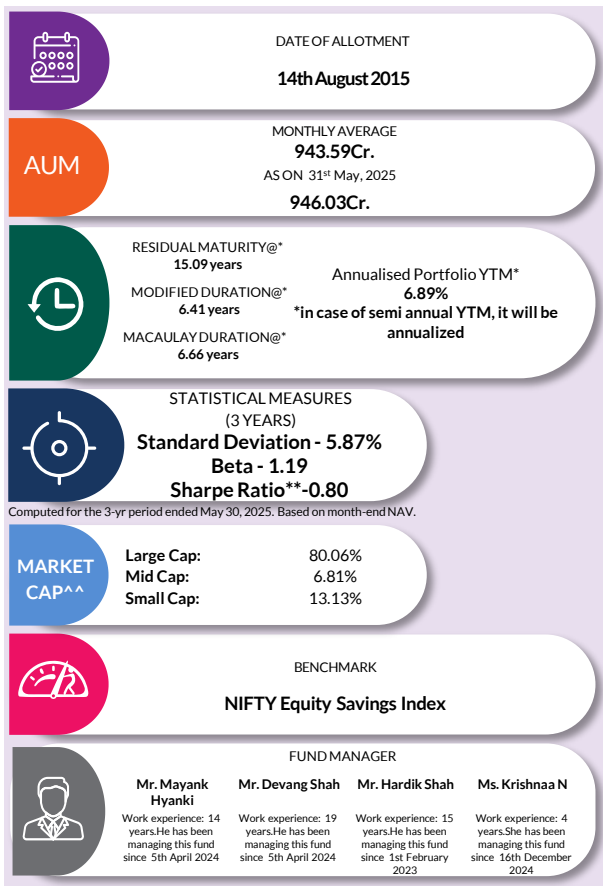 DATE OF ALLOTMENT
14th August 2015
AUM
MONTHLY AVERAGE
943.59Cr.
AS ON 31st May, 2025
946.03Cr.
RESIDUAL MATURITY@*
15.09 years
MODIFIED DURATION@*
6.41 years
MACAULAY DURATION@*
6.66 years
Annualised Portfolio YTM*
6.89%
*in case of semi annual YTM, it will be
annualized
STATISTICAL MEASURES
(3 YEARS)
Standard Deviation - 5.87%
Beta - 1.19
Sharpe Ratio**-0.80
Computed for the 3-yr period ended May 30, 2025. Based on month-end NAV.
MARKET
CAP^^
Large Cap: 80.06%
Mid Cap: 6.81%
Small Cap: 13.13%
BENCHMARK
NIFTY Equity Savings Index
FUND MANAGER
Mr. Mayank
Hyanki
Work experience: 14
years.He has been
managing this fund
since 5th April 2024
Mr. Devang Shah
Work experience: 19
years.He has been
managing this fund
since 5th April 2024
Mr. Hardik Shah
Work experience: 15
years.He has been
managing this fund
since 1st February
2023
Ms. Krishnaa N
Work experience: 4
years.She has been
managing this fund
since 16th December
2024